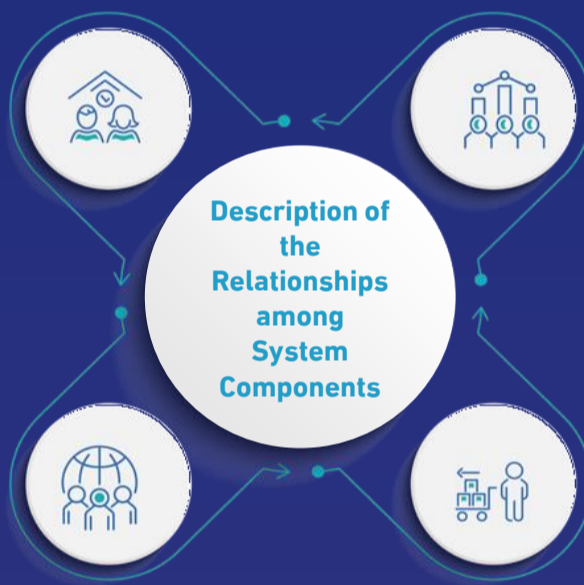 Description of
the
Relationships
among
System
Components